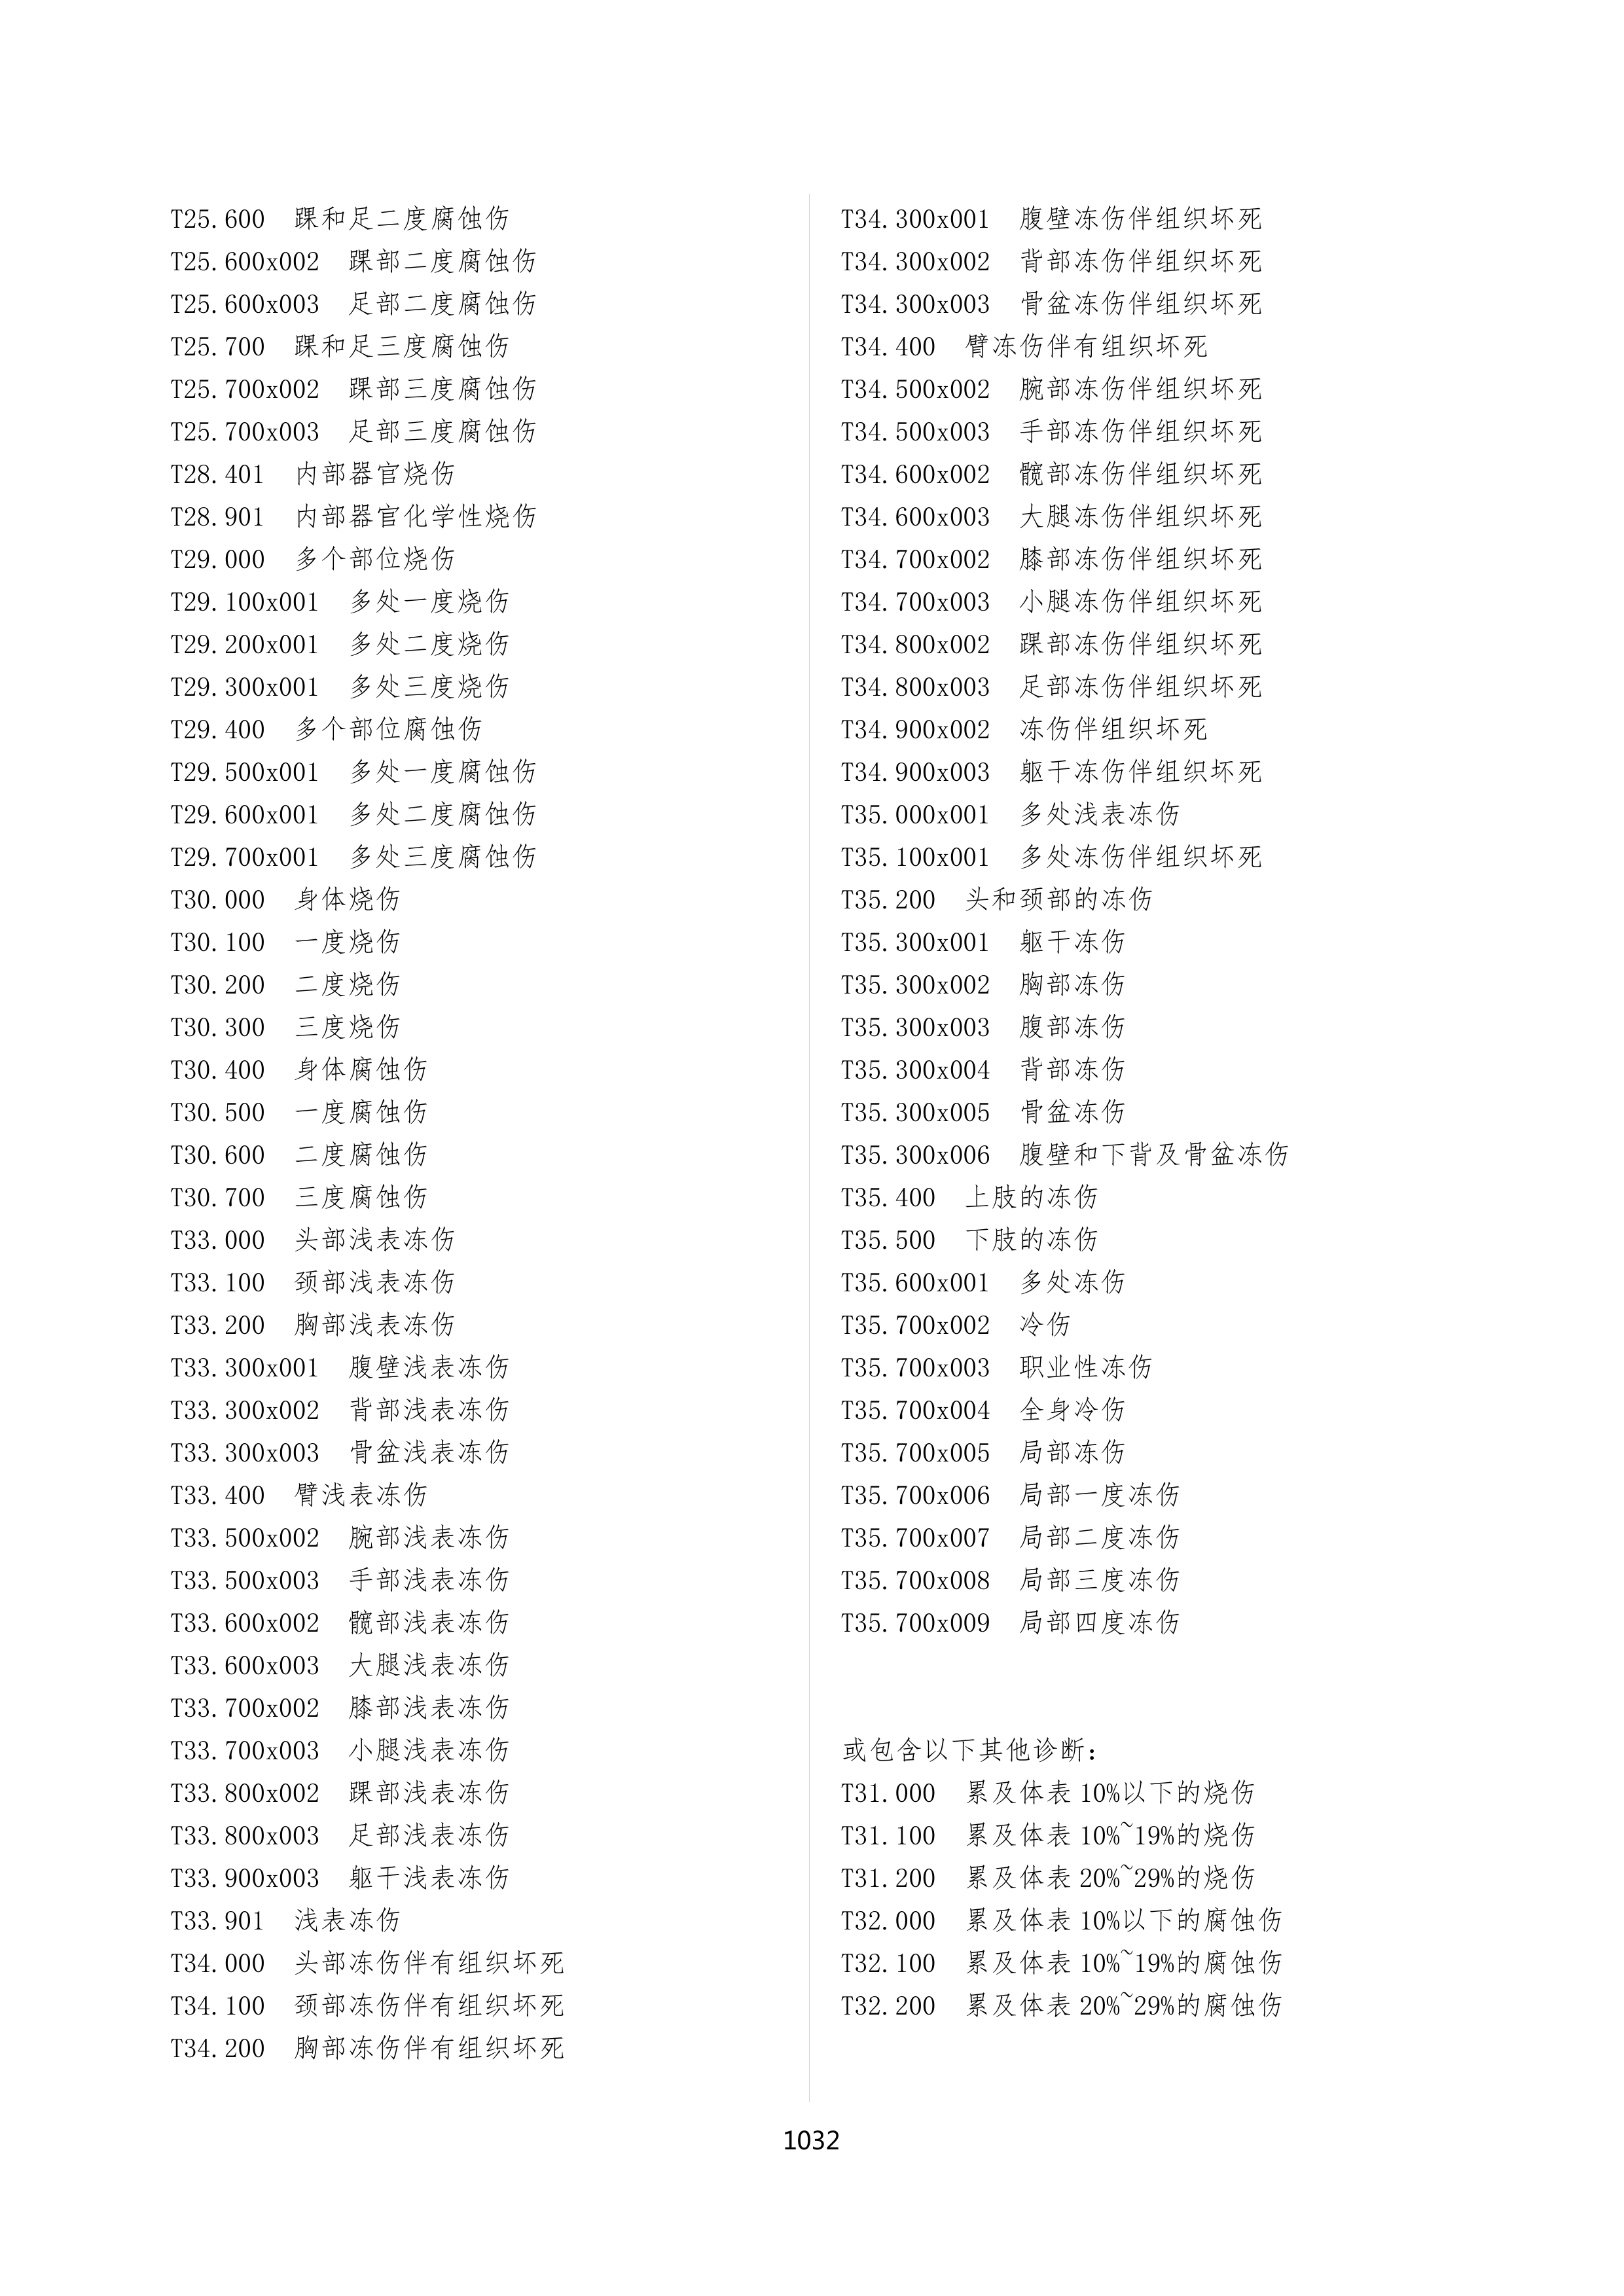 T25.600 踝和足二度腐蚀伤
T25.600x002 踝部二度腐蚀伤
T25.600x003 足部二度腐蚀伤
T25.700 踝和足三度腐蚀伤
T25.700x002 踝部三度腐蚀伤
T25.700x003 足部三度腐蚀伤
T28.401 内部器官烧伤
T28.901 内部器官化学性烧伤
T29.000 多个部位烧伤
T29.100x001 多处一度烧伤
T29.200x001 多处二度烧伤
T29.300x001 多处三度烧伤
T29.400 多个部位腐蚀伤
T29.500x001 多处一度腐蚀伤
T29.600x001 多处二度腐蚀伤
T29.700x001 多处三度腐蚀伤
T30.000 身体烧伤
T30.100 一度烧伤
T30.200 二度烧伤
T30.300 三度烧伤
T30.400 身体腐蚀伤
T30.500 一度腐蚀伤
T30.600 二度腐蚀伤
T30.700 三度腐蚀伤
T33.000 头部浅表冻伤
T33.100 颈部浅表冻伤
T33.200 胸部浅表冻伤
T33.300x001 腹壁浅表冻伤
T33.300x002 背部浅表冻伤
T33.300x003 骨盆浅表冻伤
T33.400 臂浅表冻伤
T33.500x002 腕部浅表冻伤
T33.500x003 手部浅表冻伤
T33.600x002 髋部浅表冻伤
T33.600x003 大腿浅表冻伤
T33.700x002 膝部浅表冻伤
T33.700x003 小腿浅表冻伤
T33.800x002 踝部浅表冻伤
T33.800x003 足部浅表冻伤
T33.900x003 躯干浅表冻伤
T33.901 浅表冻伤
T34.000 头部冻伤伴有组织坏死
T34.100 颈部冻伤伴有组织坏死
T34.200 胸部冻伤伴有组织坏死
T34.300x001 腹壁冻伤伴组织坏死
T34.300x002 背部冻伤伴组织坏死
T34.300x003 骨盆冻伤伴组织坏死
T34.400 臂冻伤伴有组织坏死
T34.500x002 腕部冻伤伴组织坏死
T34.500x003 手部冻伤伴组织坏死
T34.600x002 髋部冻伤伴组织坏死
T34.600x003 大腿冻伤伴组织坏死
T34.700x002 膝部冻伤伴组织坏死
T34.700x003 小腿冻伤伴组织坏死
T34.800x002 踝部冻伤伴组织坏死
T34.800x003 足部冻伤伴组织坏死
T34.900x002 冻伤伴组织坏死
T34.900x003 躯干冻伤伴组织坏死
T35.000x001 多处浅表冻伤
T35.100x001 多处冻伤伴组织坏死
T35.200 头和颈部的冻伤
T35.300x001 躯干冻伤
T35.300x002 胸部冻伤
T35.300x003 腹部冻伤
T35.300x004 背部冻伤
T35.300x005 骨盆冻伤
T35.300x006 腹壁和下背及骨盆冻伤
T35.400 上肢的冻伤
T35.500 下肢的冻伤
T35.600x001 多处冻伤
T35.700x002 冷伤
T35.700x003 职业性冻伤
T35.700x004 全身冷伤
T35.700x005 局部冻伤
T35.700x006 局部一度冻伤
T35.700x007 局部二度冻伤
T35.700x008 局部三度冻伤
T35.700x009 局部四度冻伤
或包含以下其他诊断：
T31.000 累及体表10%以下的烧伤
T31.100 累及体表10%~19%的烧伤
T31.200 累及体表20%~29%的烧伤
T32.000 累及体表10%以下的腐蚀伤
T32.100 累及体表10%~19%的腐蚀伤
T32.200 累及体表20%~29%的腐蚀伤
1032